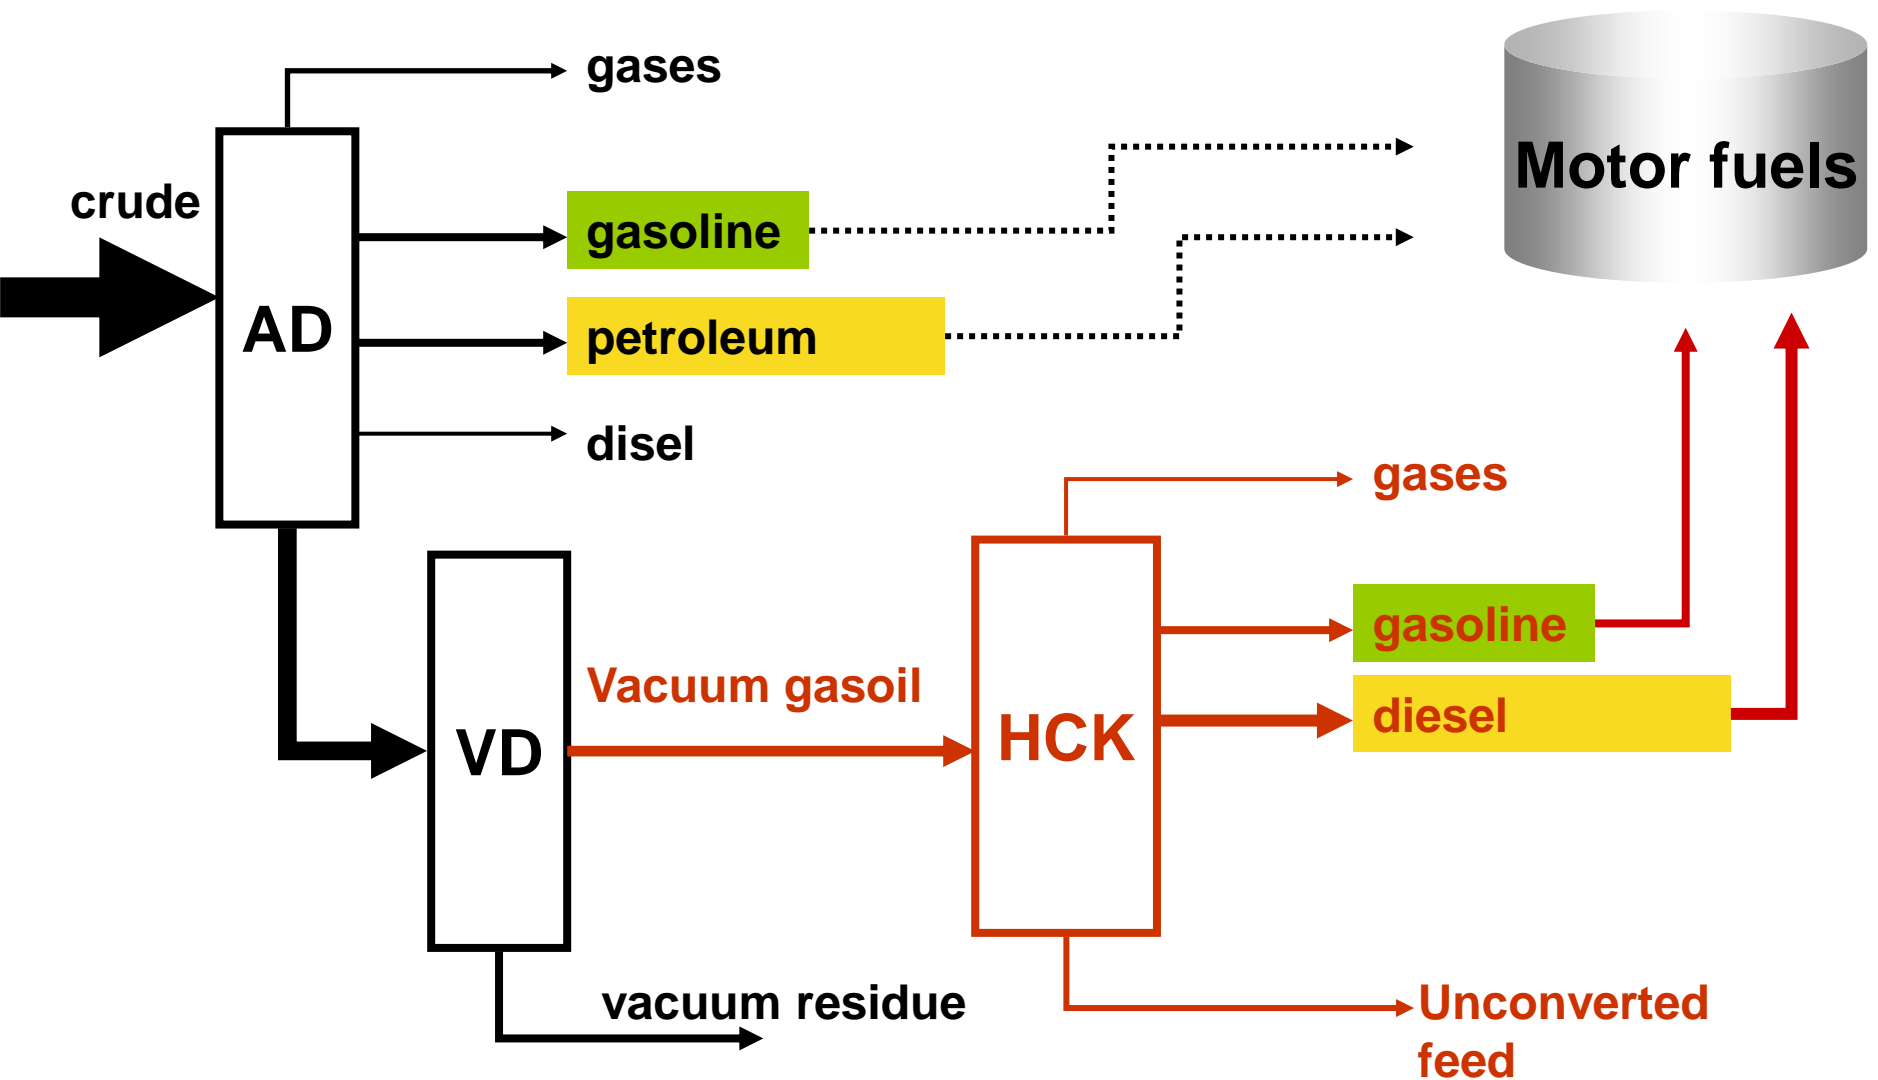 gases
Motor fuels
crude
gasoline
AD
petroleum
disel
gases
gasoline
Vacuum gasoil
diesel
HCK
VD
vacuum residue
Unconverted
feed